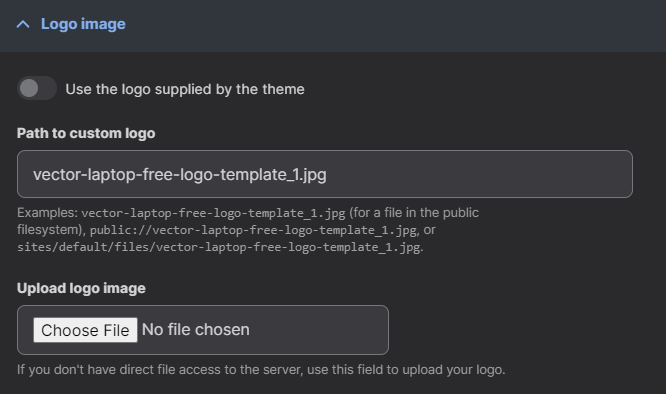 Logo image
Use the logo supplied by the theme
Path to custom logo
vector-laptop-free-logo-template_1.jpg
Examples: vector-laptop-free-logo-template_1.jpg (for a file in the public
filesystem), public://vector-laptop-free-logo-template_1.jpg, or
sites/default/files/vector-laptop-free-logo-template_1.jpg.
Upload logo image
Choose File No file chosen
If you don't have direct file access to the server, use this field to upload your logo.